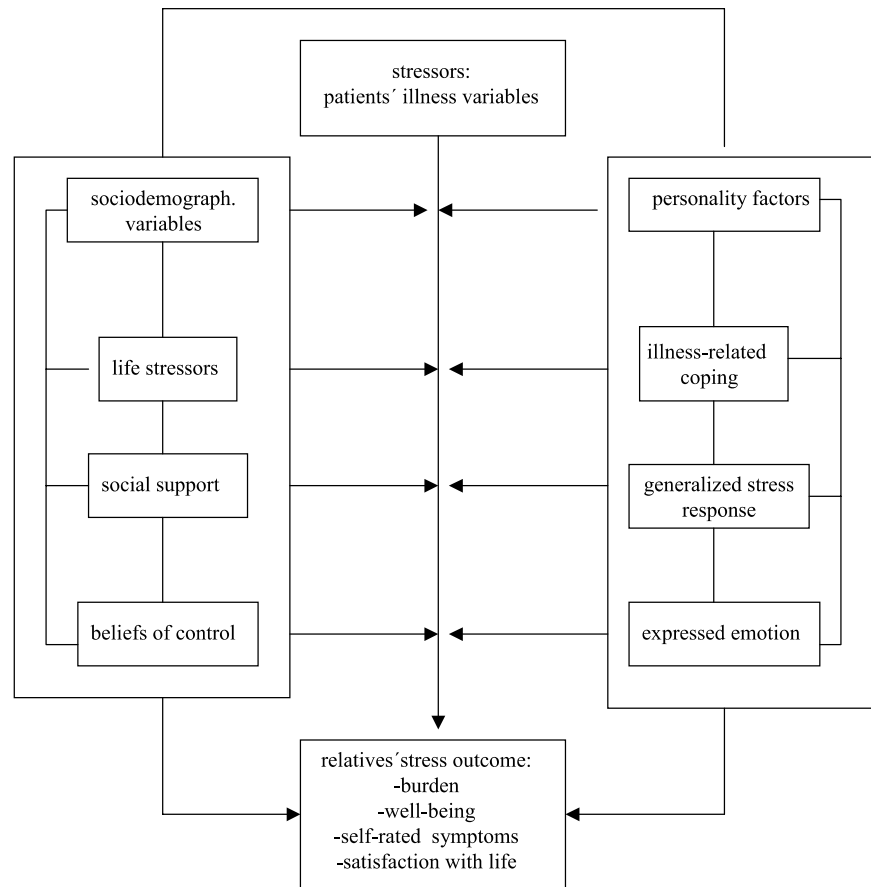 stressors:
patients´ illness variables
sociodemograph.
variables
life stressors
social support
beliefs of control
personality factors
illness-related
coping
generalized stress
response
expressed emotion
relatives´stress outcome:
-burden
-well-being
-self-rated symptoms
-satisfaction with life